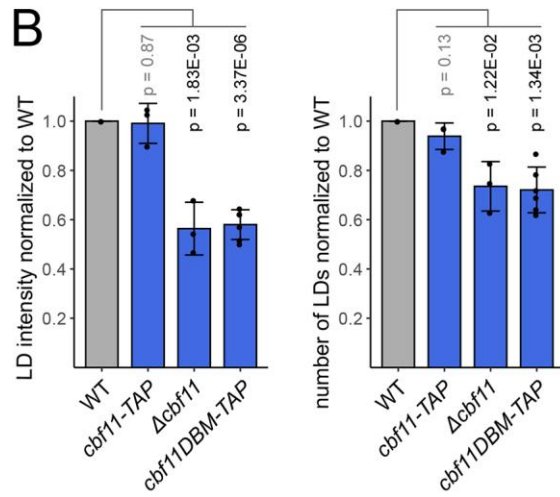 B
p = 0.87
p = 1.83E-03
p = 3.37E-06
LD intensity normalized to WT
1.0
0.8
0.6
0.4
0.2
WT
cbf11-TAP
Δcbf11
cbf11DBM-TAP
p = 0.13
p = 1.22E-02
p = 1.34E-03
number of LDs normalized to WT
1.0
0.8
0.6
0.4
0.2
WT
cbf11-TAP
Δcbf11
cbf11DBM-TAP